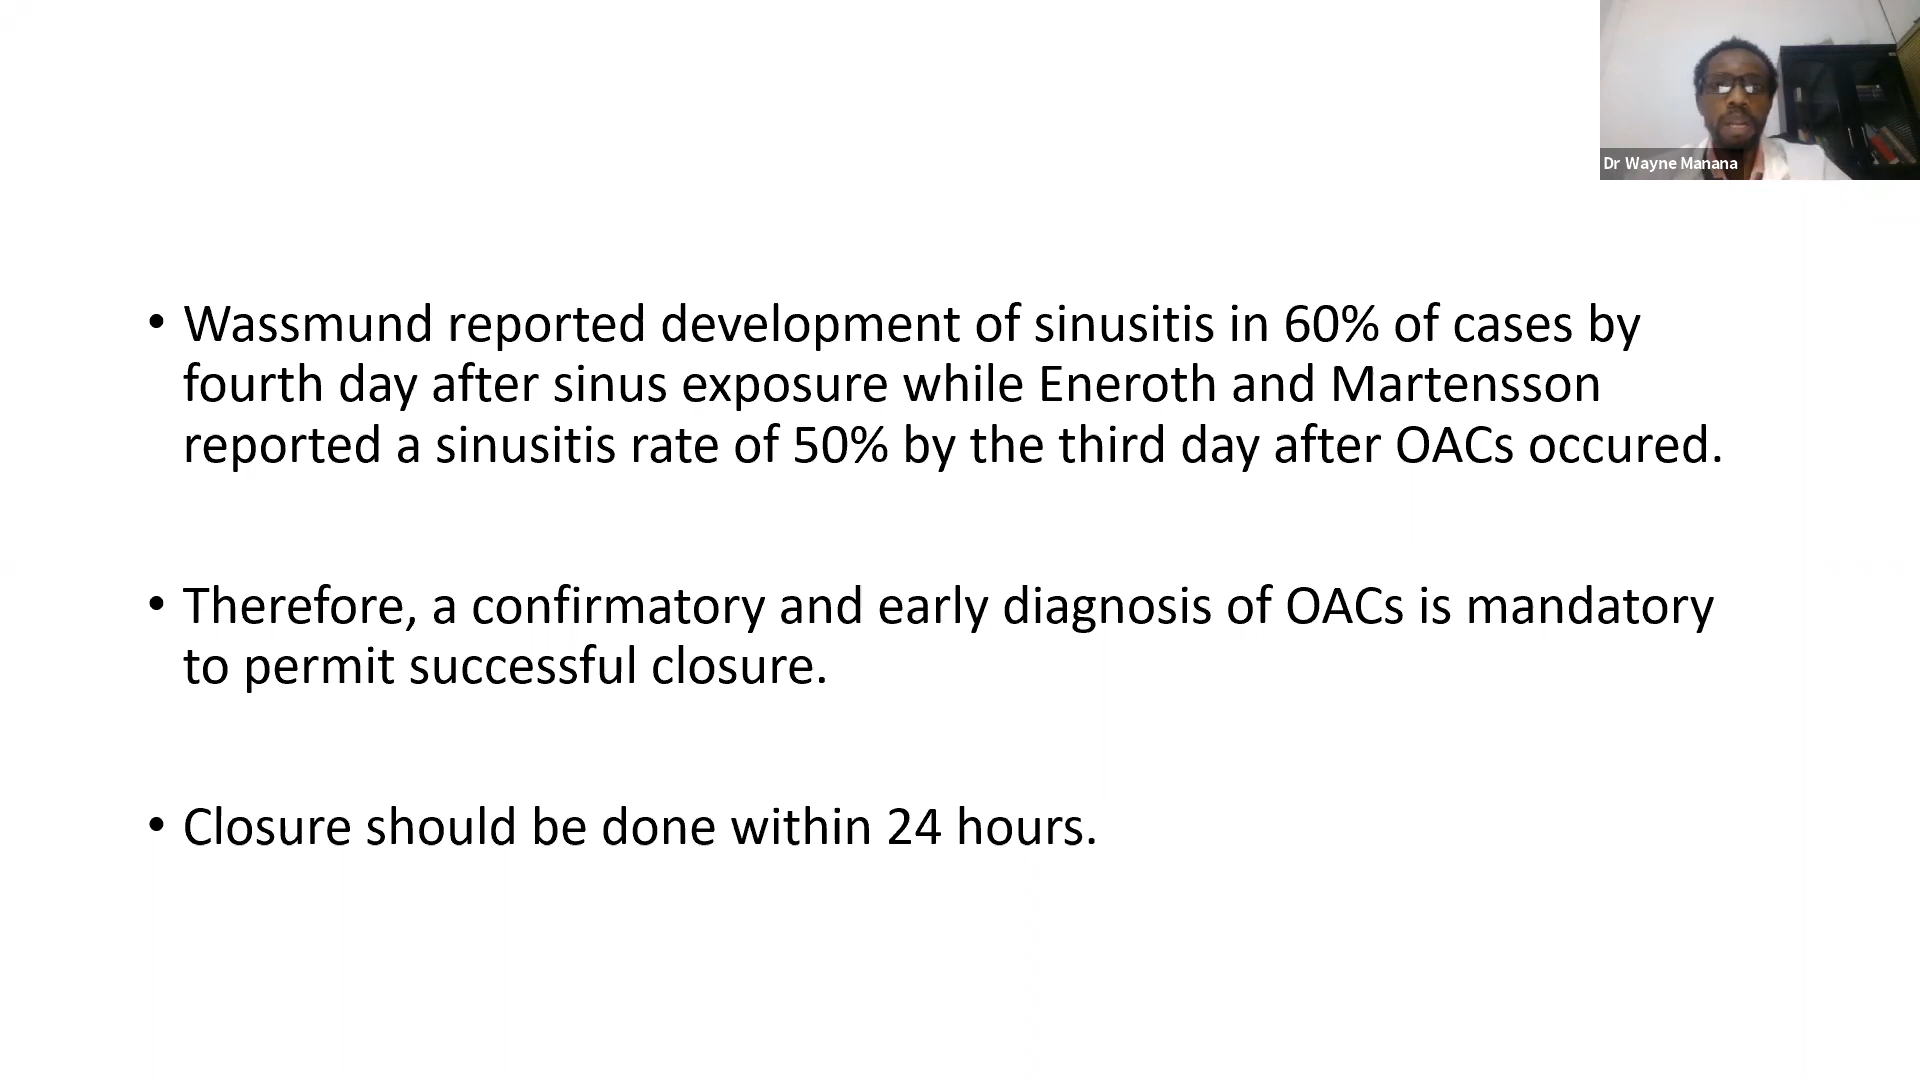 Dr Wayne Manana
• Wassmund reported development of sinusitis in 60% of cases by
fourth day after sinus exposure while Eneroth and Martensson
reported a sinusitis rate of 50% by the third day after OACs occured.
• Therefore, a confirmatory and early diagnosis of OACs is mandatory
to permit successful closure.
• Closure should be done within 24 hours.